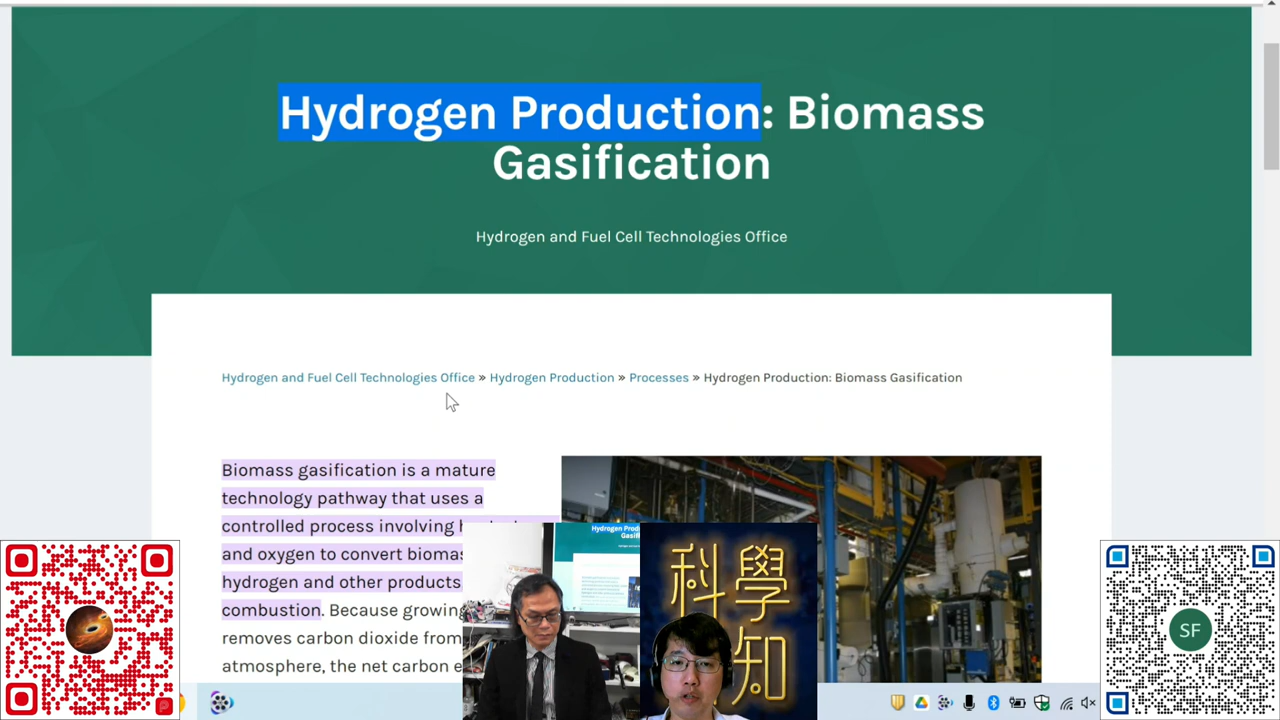 Hydrogen Production: Biomass
Gasification
Hydrogen and Fuel Cell Technologies Office
Hydrogen and Fuel Cell Technologies Office » Hydrogen Production » Processes » Hydrogen Production: Biomass Gasification
Biomass gasification is a mature
technology pathway that uses a
controlled process involving
and oxygen to convert
hydrogen and other products
combustion. Because growing
removes carbon dioxide from
atmosphere, the net carbon
科學
知
SF